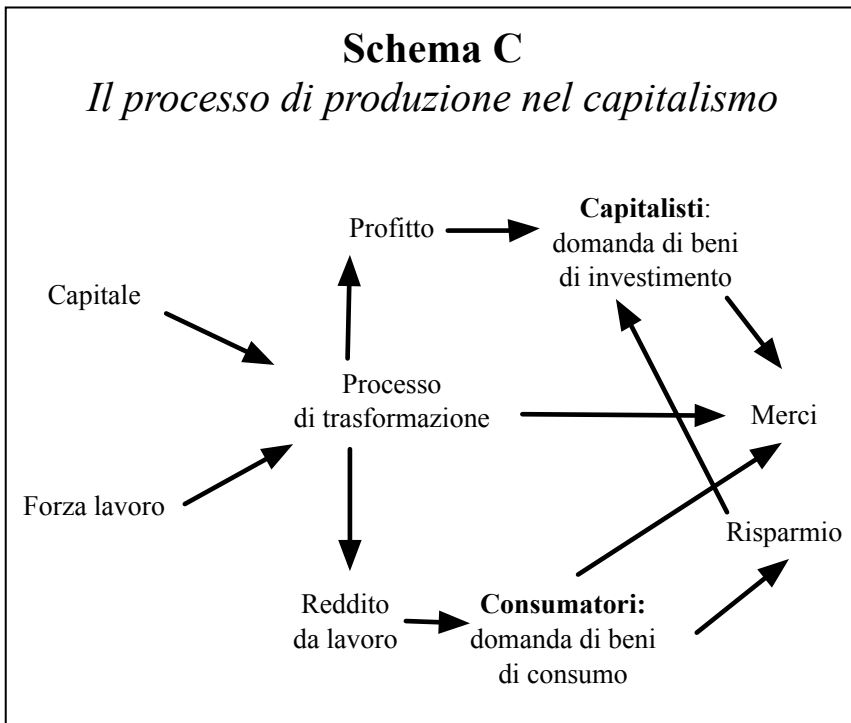 Schema C
Il processo di produzione nel capitalismo
Capitalisti:
Profitto
domanda di beni
di investimento
Capitale
Processo
di trasformazione
Merci
Forza lavoro
Risparmio
Reddito
da lavoro
Consumatori:
domanda di beni
di consumo